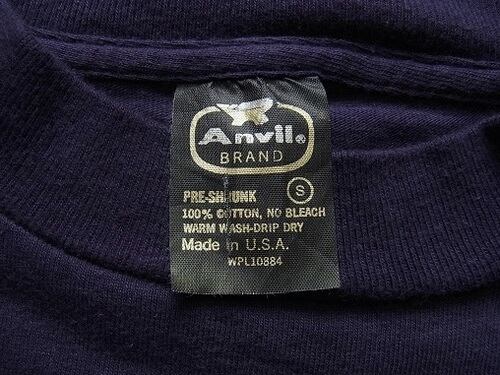 Anvil®
BRAND
PRE-SHRUNK
S
100% COTTON, NO BLEACH
WARM WASH-DRIP DRY
Made in U.S.A.
WPL10884